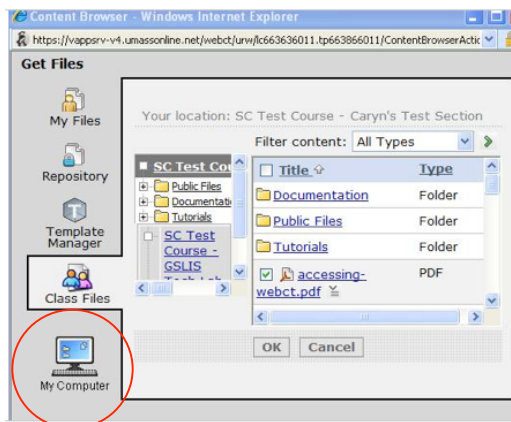 Content Browser - Windows Internet Explorer
https://vappsrv-v4.umassonline.net/webct/urw/lc663636011.tp663866011/ContentBrowserActic
Get Files
My Files
Repository
Template
Manager
Class Files
My Computer
Your location: SC Test Course - Caryn's Test Section
Filter content: All Types
SC Test Cou
Public Files
Documentati
Tutorials
SC Test
Course -
GSLIS
Title Type
Documentation Folder
Public Files Folder
Tutorials Folder
accessing- PDF
webct.pdf
OK Cancel